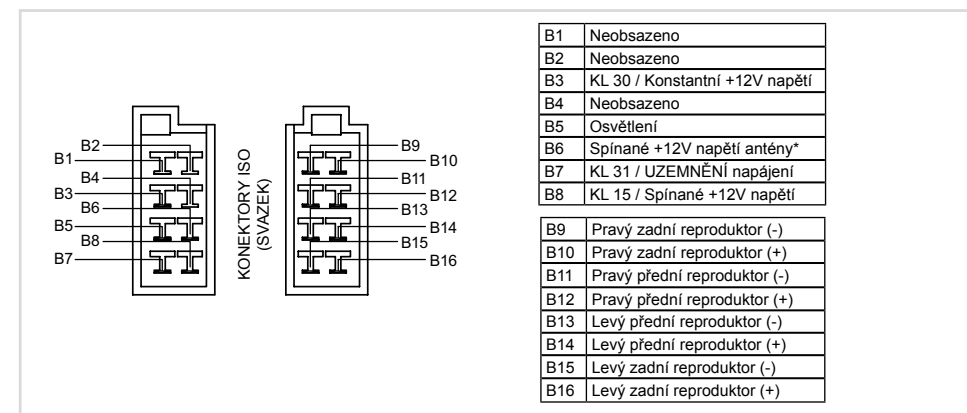 B2
B1
B4
B3
B6
B5
B8
B7
KONEKTORY ISO
(SVAZEK)
B9
B10
B11
B12
B13
B14
B15
B16
B1 Neobsazeno
B2 Neobsazeno
B3 KL 30 / Konstantní +12V napětí
B4 Neobsazeno
B5 Osvětlení
B6 Spínané +12V napětí antény*
B7 KL 31 / UZEMNĚNÍ napájení
B8 KL 15 / Spínané +12V napětí
B9 Pravý zadní reproduktor (-)
B10 Pravý zadní reproduktor (+)
B11 Pravý přední reproduktor (-)
B12 Pravý přední reproduktor (+)
B13 Levý přední reproduktor (-)
B14 Levý přední reproduktor (+)
B15 Levý zadní reproduktor (-)
B16 Levý zadní reproduktor (+)